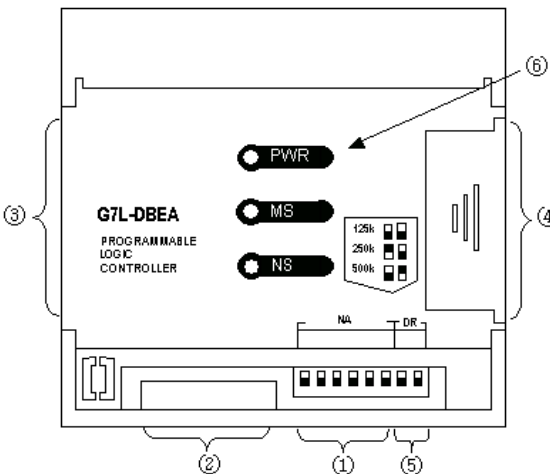 ⑥
PWR
③
④
G7L-DBEA
MS
PROGRAMMABLE
LOGIC
CONTROLLER
125k
250k
500k
NS
NA
DR
②
①
⑤